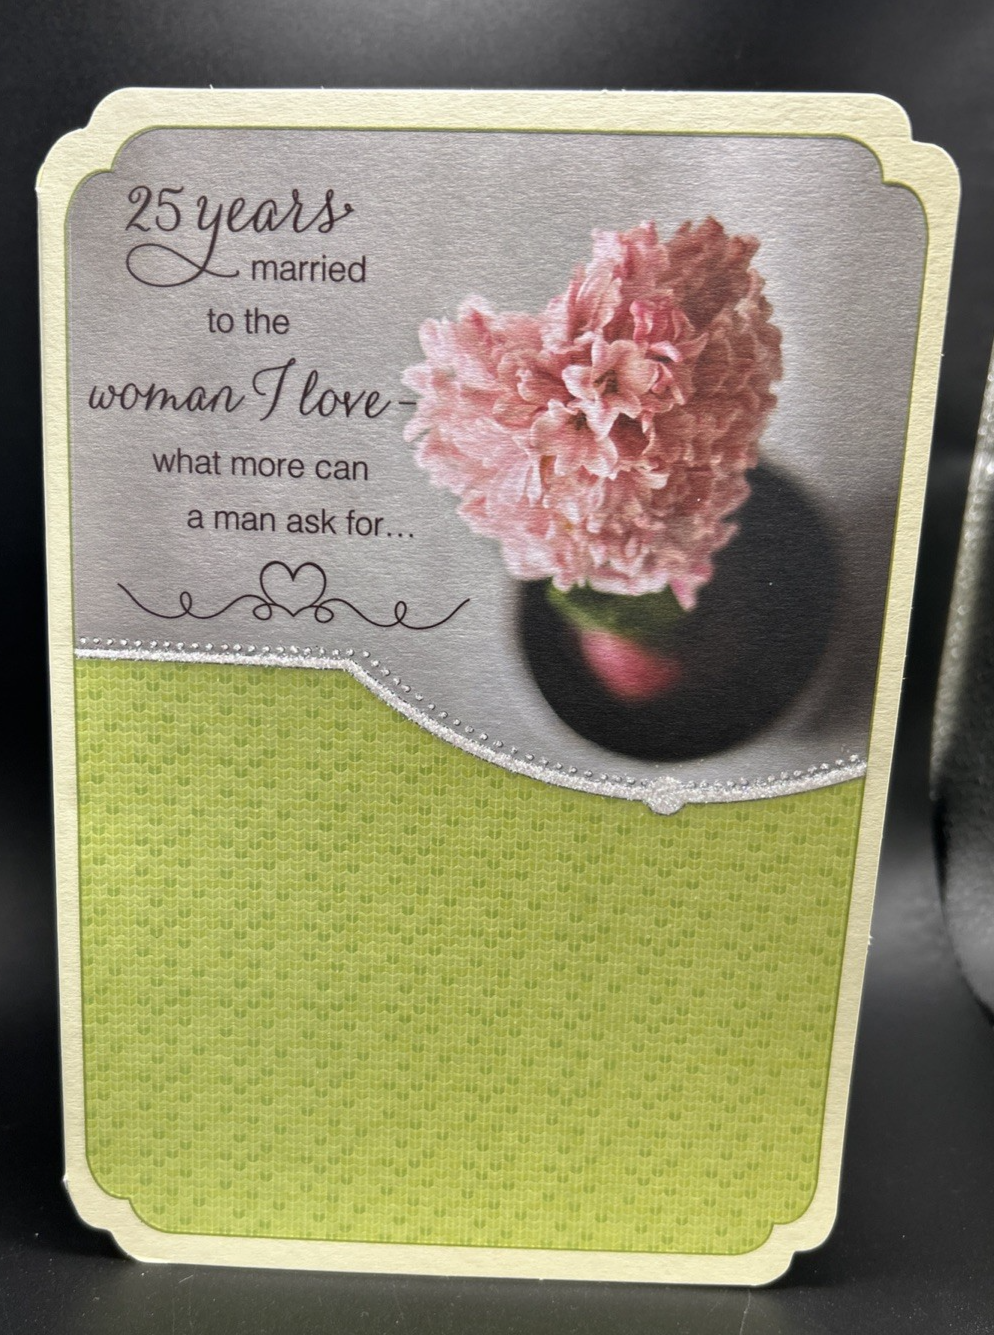 25 years
married
to the
woman I love-
what more can
a man ask for...